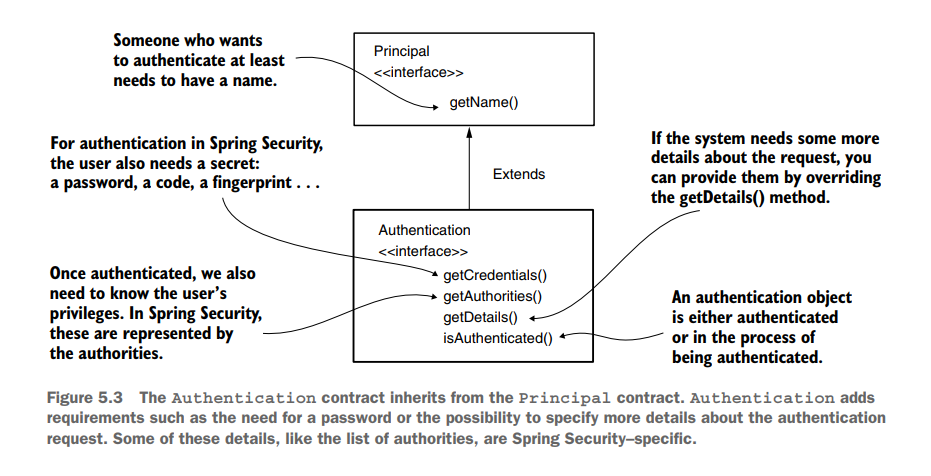 Someone who wants
to authenticate at least
needs to have a name.
Principal
<<interface>>
getName()
For authentication in Spring Security,
the user also needs a secret:
a password, a code, a fingerprint . . .
If the system needs some more
details about the request, you
can provide them by overriding
the getDetails() method.
Extends
Authentication
<<interface>>
getCredentials()
getAuthorities()
getDetails()
isAuthenticated()
Once authenticated, we also
need to know the user’s
privileges. In Spring Security,
these are represented by
the authorities.
An authentication object
is either authenticated
or in the process of
being authenticated.
Figure 5.3 The Authentication contract inherits from the Principal contract. Authentication adds
requirements such as the need for a password or the possibility to specify more details about the authentication
request. Some of these details, like the list of authorities, are Spring Security–specific.